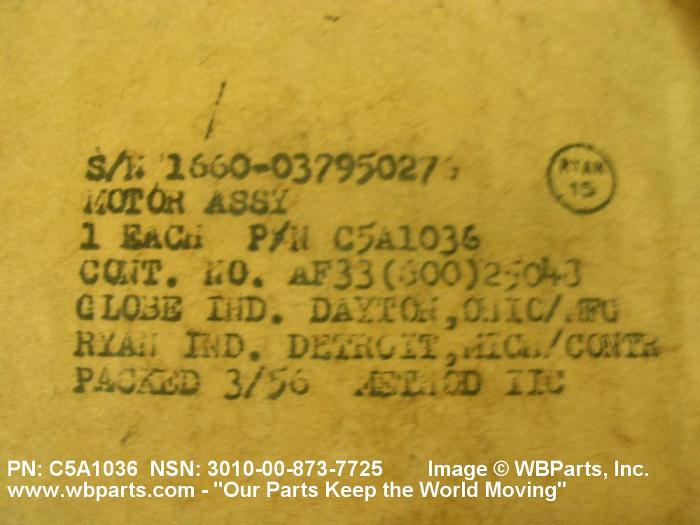 S/N 1660-03795027
RYAN
15
MOTOR ASSY
1 EACH P/N C5A1036
CONT. NO. AF33(600)25043
GLOBE IND. DAYTON, OHIO/MFG
RYAN IND. DETROIT, MICH/CONTR
PACKED 3/56 METHOD IIC
PN: C5A1036 NSN: 3010-00-873-7725 Image © WBParts, Inc.
www.wbparts.com - "Our Parts Keep the World Moving"